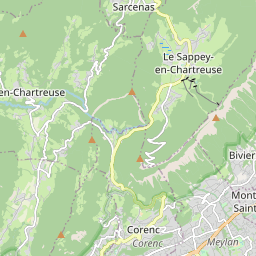 Sarcenas
Le Sappey-
en-Chartreuse
en-Chartreuse
Bivier
Mont
Saint
Corenc
Corenc
Meylan